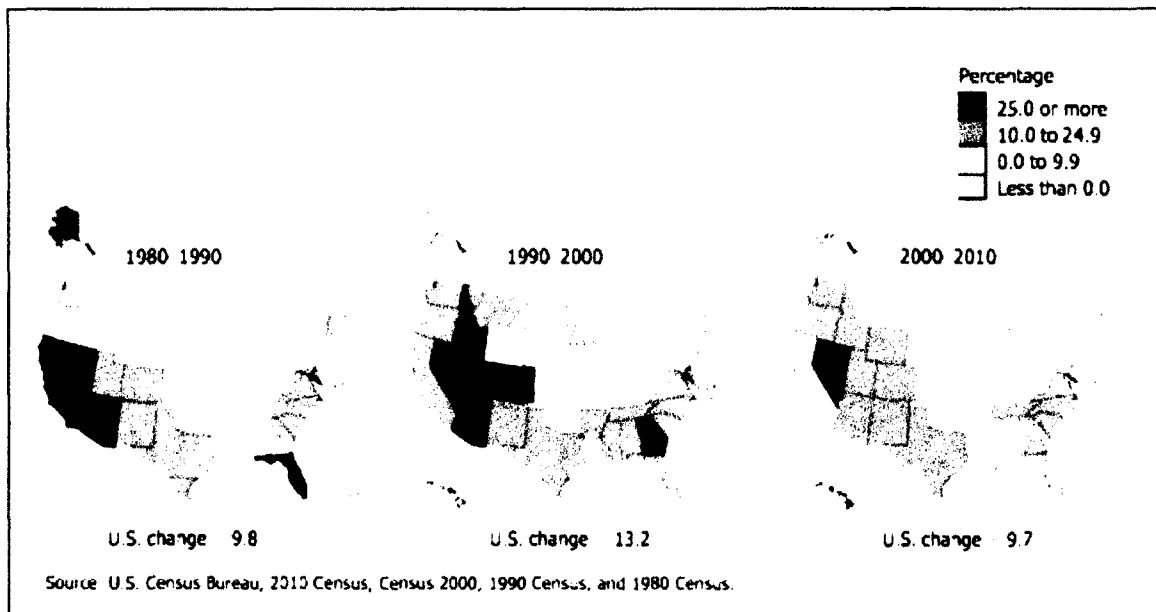 Percentage
25.0 or more
10.0 to 24.9
0.0 to 9.9
Less than 0.0
1980 1990
1990 2000
2000 2010
U.S. change 9.8
U.S. change 13.2
U.S. change 9.7
Source U.S. Census Bureau, 2010 Census, Census 2000, 1990 Census, and 1980 Census.